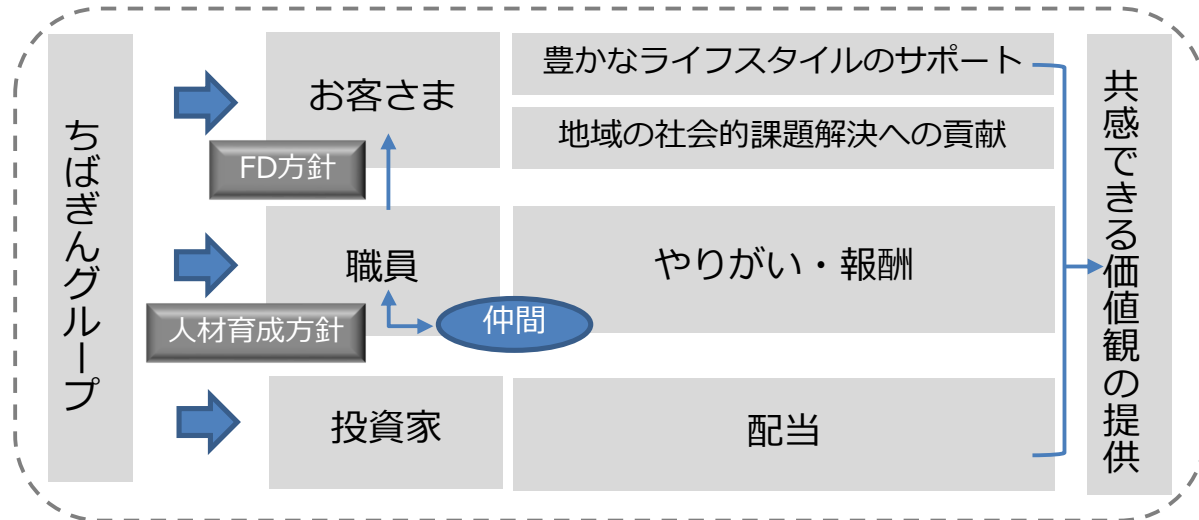 ちばぎんグループ
お客さま
豊かなライフスタイルのサポート
地域の社会的課題解決への貢献
FD方針
職員
やりがい・報酬
仲間
人材育成方針
投資家
配当
共感できる価値観の提供